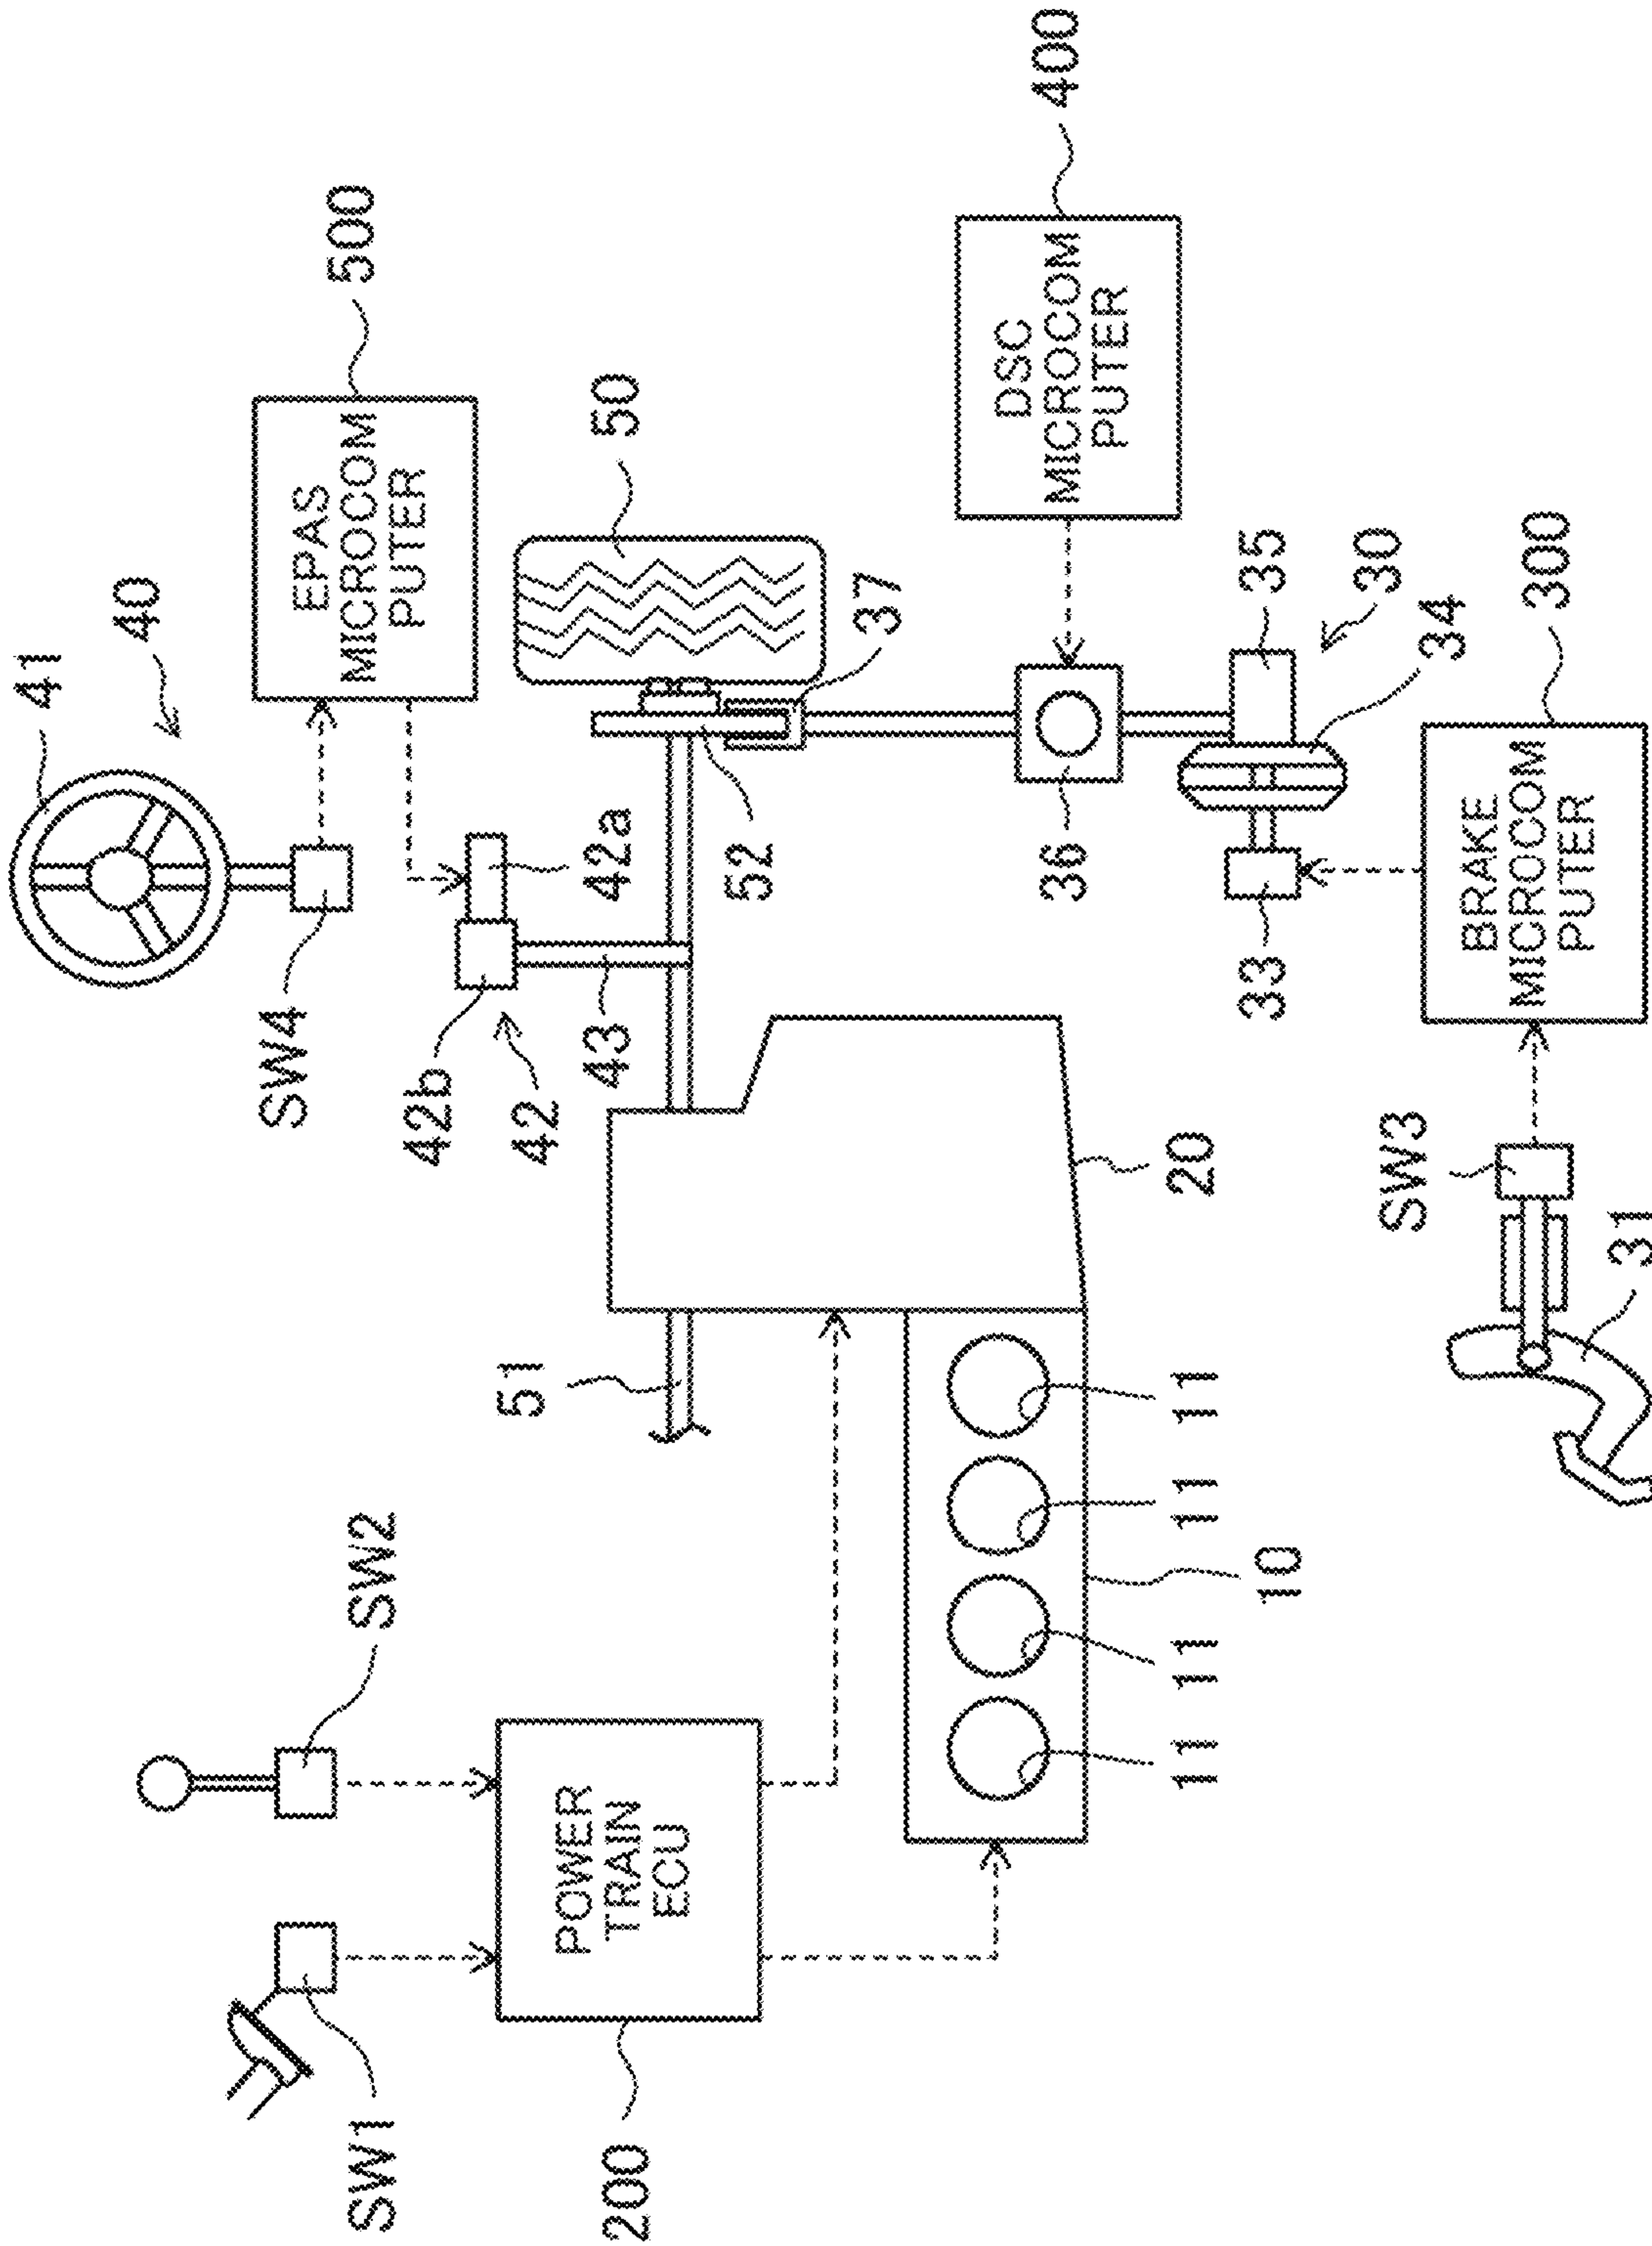 SW1
SW2
200
POWER
TRAIN
ECU
51
10
11
11
11
11
20
41
40
SW4
500
EPAS
MICROCOM
PUTER
42b
42
42a
43
50
52
37
36
400
DSC
MICROCOM
PUTER
35
30
34
33
300
BRAKE
MICROCOM
PUTER
SW3
31